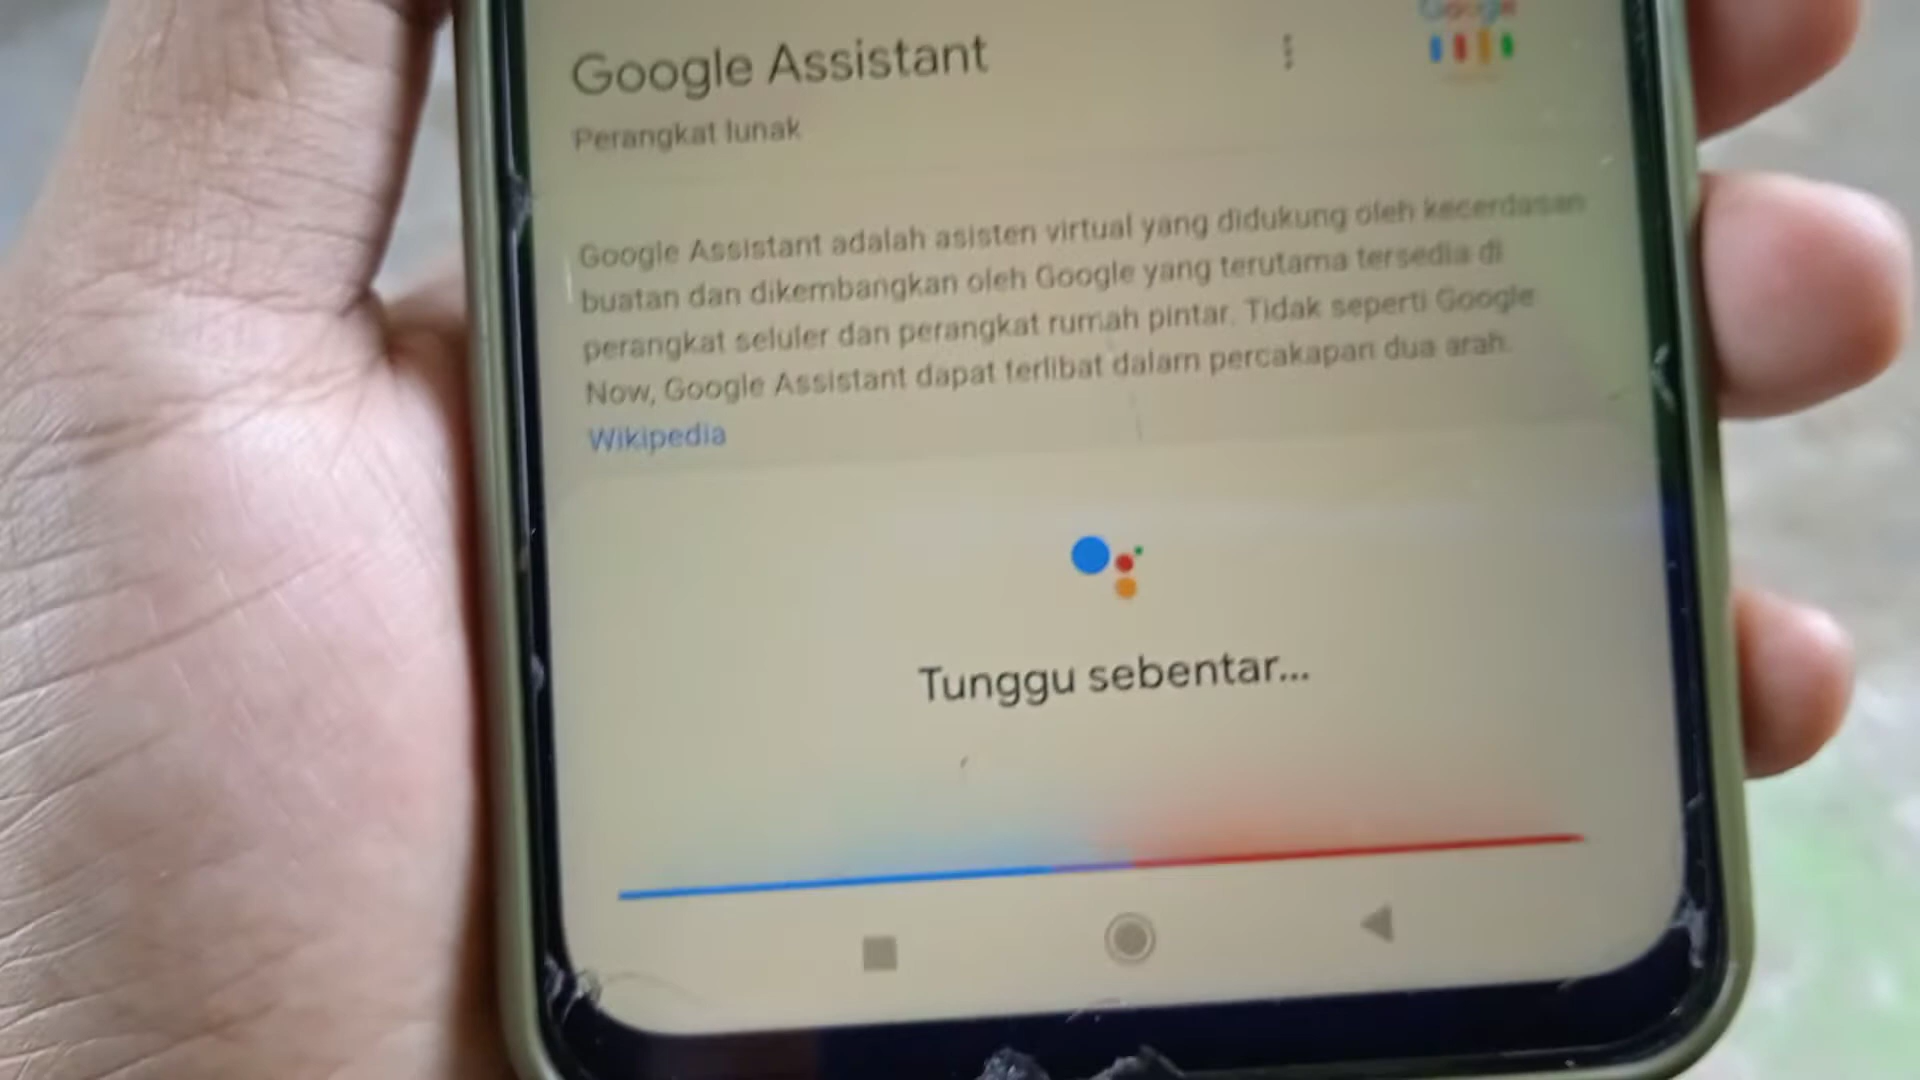 Google
Google Assistant
Perangkat lunak
Google Assistant adalah asisten virtual yang didukung oleh kecerdasan
buatan dan dikembangkan oleh Google yang terutama tersedia di
perangkat seluler dan perangkat rumah pintar. Tidak seperti Google
Now, Google Assistant dapat terlibat dalam percakapan dua arah.
Wikipedia
Tunggu sebentar...